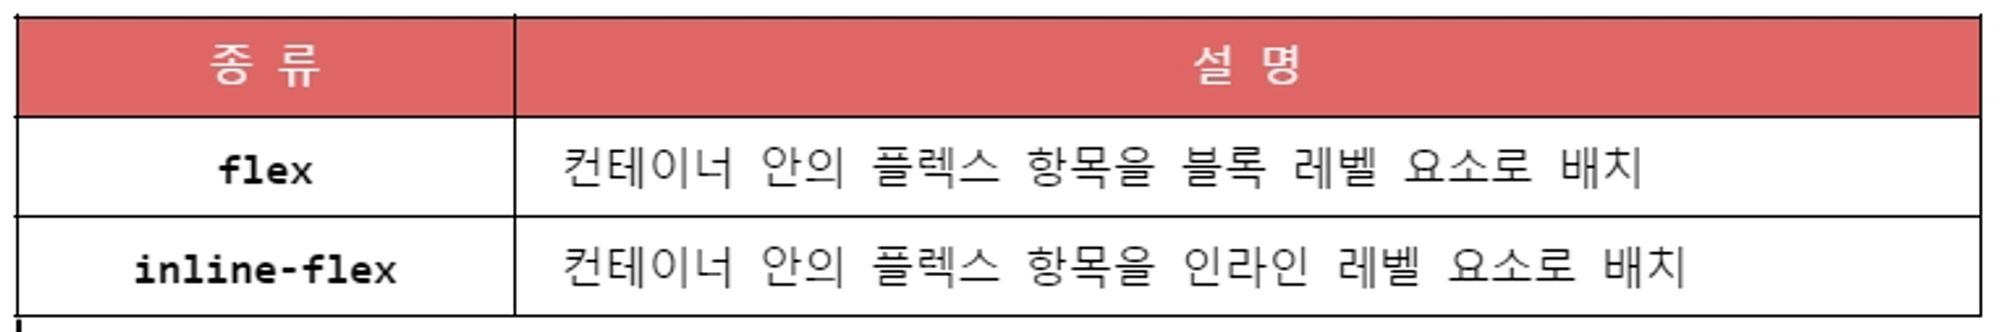 종 류 설 명
flex 컨테이너 안의 플렉스 항목을 블록 레벨 요소로 배치
inline-flex 컨테이너 안의 플렉스 항목을 인라인 레벨 요소로 배치